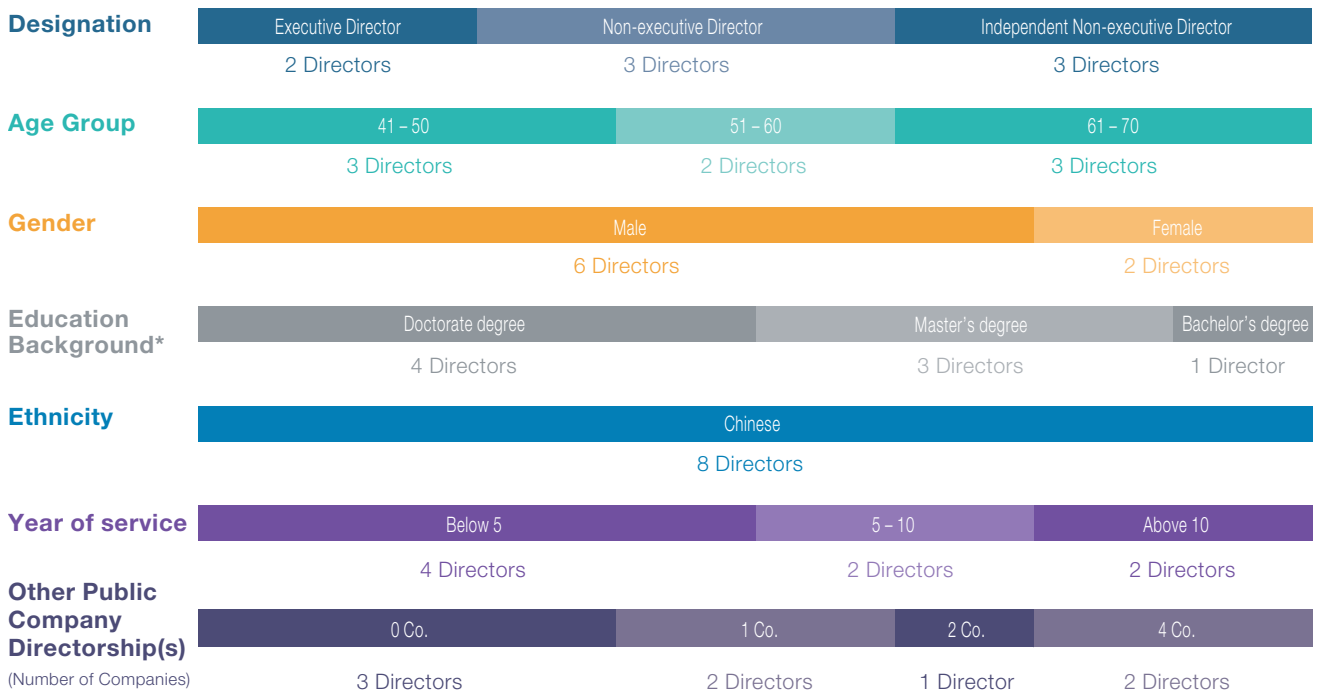 Designation
Executive Director Non-executive Director Independent Non-executive Director
2 Directors 3 Directors 3 Directors
Age Group
41 – 50 51 – 60 61 – 70
3 Directors 2 Directors 3 Directors
Gender
Male Female
6 Directors 2 Directors
Education
Background*
Doctorate degree Master's degree Bachelor's degree
4 Directors 3 Directors 1 Director
Ethnicity
Chinese
8 Directors
Year of service
Below 5 5 – 10 Above 10
4 Directors 2 Directors 2 Directors
Other Public
Company
Directorship(s)
(Number of Companies)
0 Co. 1 Co. 2 Co. 4 Co.
3 Directors 2 Directors 1 Director 2 Directors